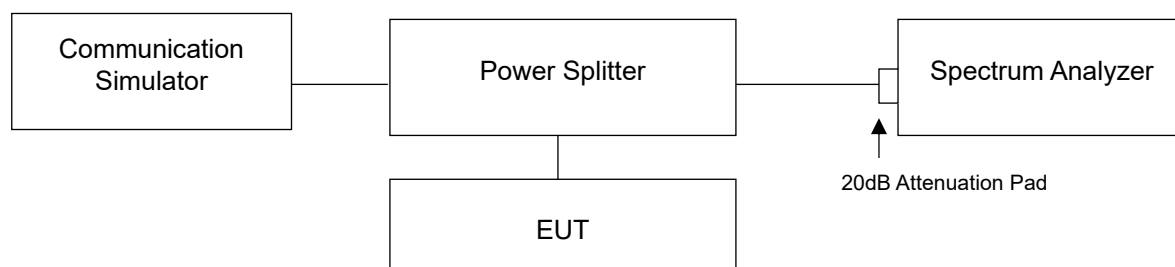 Communication
Simulator
Power Splitter
Spectrum Analyzer
20dB Attenuation Pad
EUT